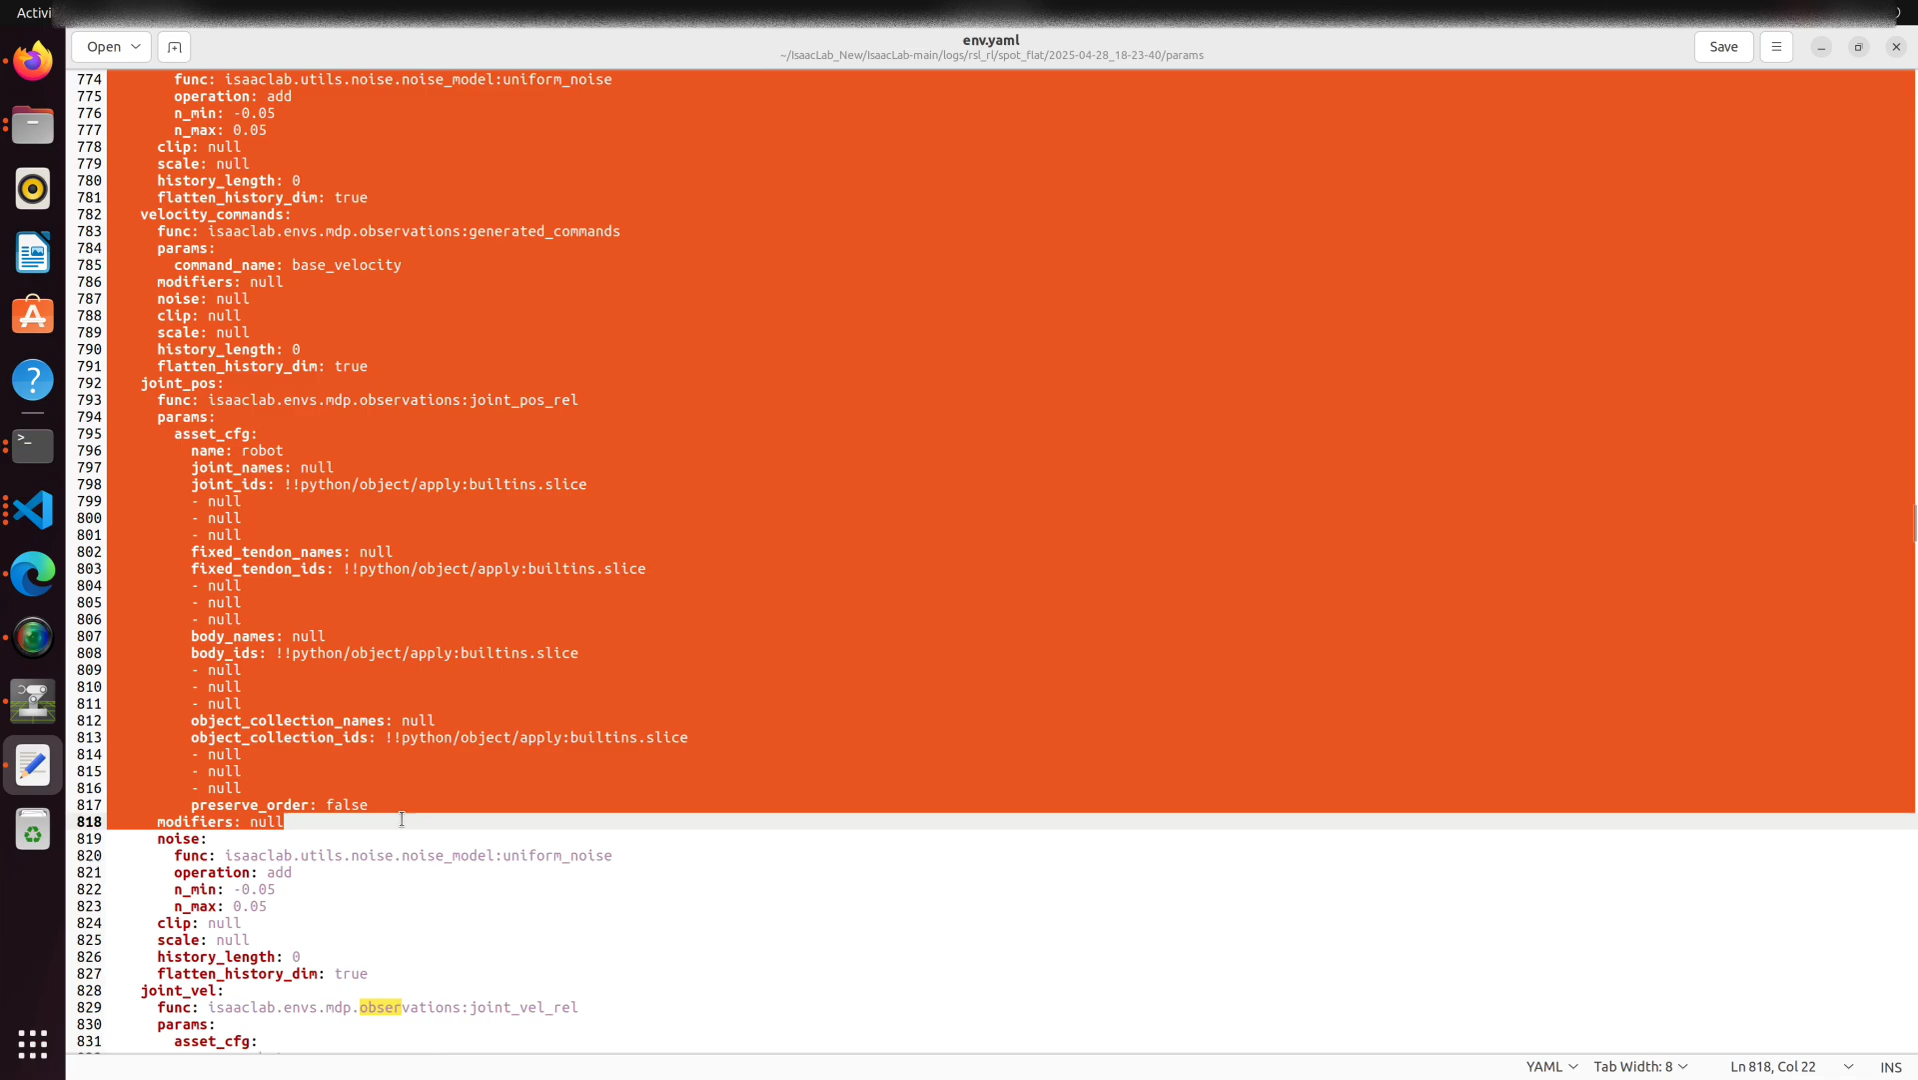 Activi
Open
env.yaml
~/IsaacLab_New/IsaacLab-main/logs/rsl_rl/spot_flat/2025-04-28_18-23-40/params
Save
774 func: isaaclab.utils.noise.noise_model:uniform_noise
775 operation: add
776 n_min: -0.05
777 n_max: 0.05
778 clip: null
779 scale: null
780 history_length: 0
781 flatten_history_dim: true
782 velocity_commands:
783 func: isaaclab.envs.mdp.observations:generated_commands
784 params:
785 command_name: base_velocity
786 modifiers: null
787 noise: null
788 clip: null
789 scale: null
790 history_length: 0
791 flatten_history_dim: true
792 joint_pos:
793 func: isaaclab.envs.mdp.observations:joint_pos_rel
794 params:
795 asset_cfg:
796 name: robot
797 joint_names: null
798 joint_ids: !!python/object/apply:builtins.slice
799 - null
800 - null
801 - null
802 fixed_tendon_names: null
803 fixed_tendon_ids: !!python/object/apply:builtins.slice
804 - null
805 - null
806 - null
807 body_names: null
808 body_ids: !!python/object/apply:builtins.slice
809 - null
810 - null
811 - null
812 object_collection_names: null
813 object_collection_ids: !!python/object/apply:builtins.slice
814 - null
815 - null
816 - null
817 preserve_order: false
818 modifiers: null
819 noise:
820 func: isaaclab.utils.noise.noise_model:uniform_noise
821 operation: add
822 n_min: -0.05
823 n_max: 0.05
824 clip: null
825 scale: null
826 history_length: 0
827 flatten_history_dim: true
828 joint_vel:
829 func: isaaclab.envs.mdp.observations:joint_vel_rel
830 params:
831 asset_cfg:
YAML Tab Width: 8 Ln 818, Col 22 INS